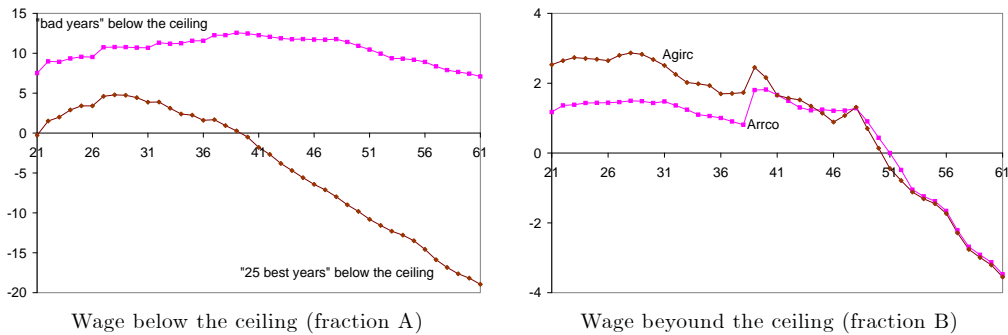 15
"bad years" below the ceiling
10
5
0
21 26 31 36 41 46 51 56 61
-5
-10
-15
"25 best years" below the ceiling
-20
Wage below the ceiling (fraction A)
4
Agirc
2
Arrco
0
21 26 31 36 41 46 51 56 61
-2
-4
Wage beyound the ceiling (fraction B)